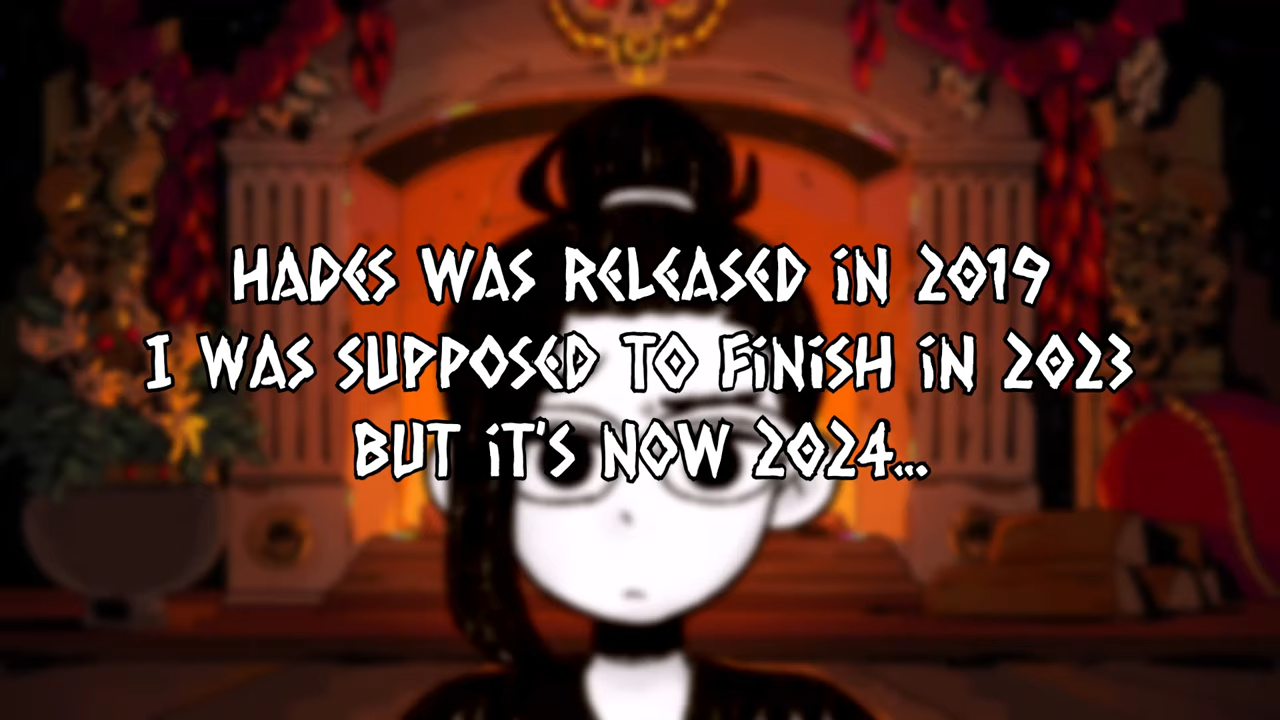 HADES WAS RELEASED iN 2019
I WAS SUPPOSED TO FiNiSH iN 2023
BUT iT'S NOW 2024...